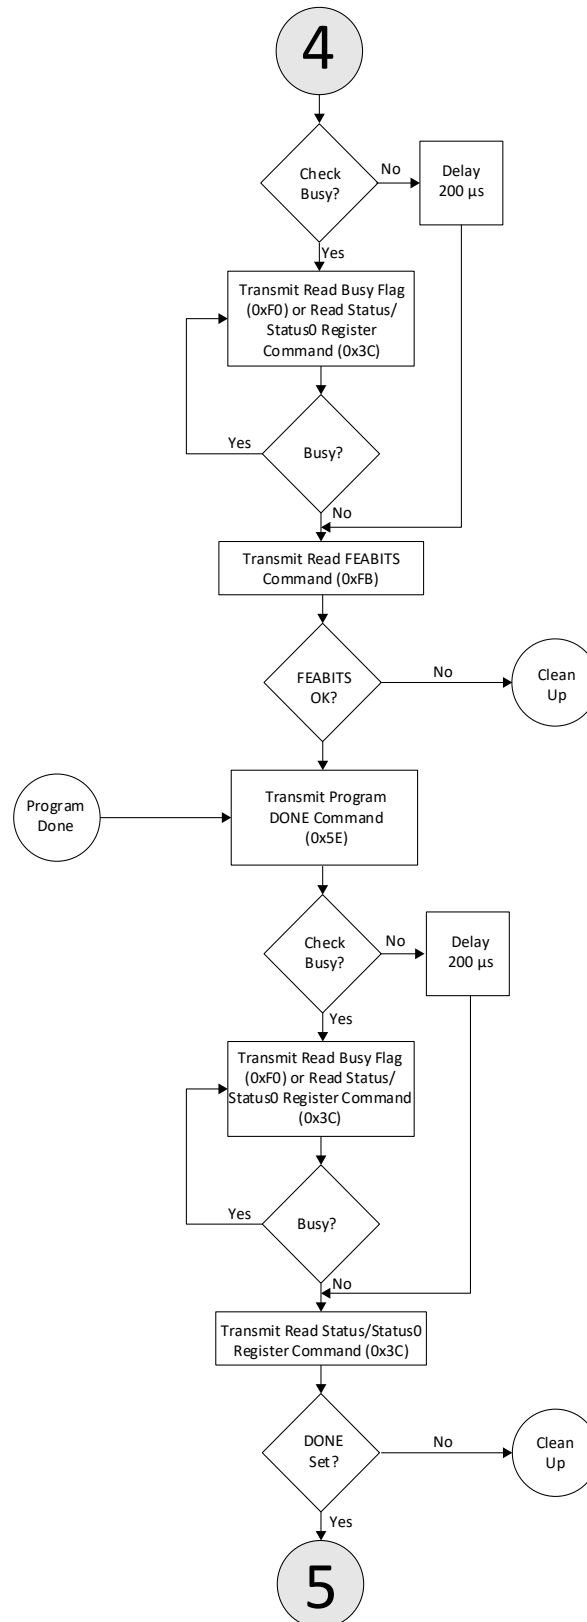 4
Check
Busy?
No
Delay
200 µs
Yes
Transmit Read Busy Flag
(0xF0) or Read Status/
Status0 Register
Command (0x3C)
Yes
Busy?
No
Transmit Read FEABITS
Command (0xFB)
FEABITS
OK?
No
Clean
Up
Program
Done
Transmit Program
DONE Command
(0x5E)
Check
Busy?
No
Delay
200 µs
Yes
Transmit Read Busy Flag
(0xF0) or Read Status/
Status0 Register Command
(0x3C)
Yes
Busy?
No
Transmit Read Status/Status0
Register Command (0x3C)
DONE
Set?
No
Clean
Up
Yes
5